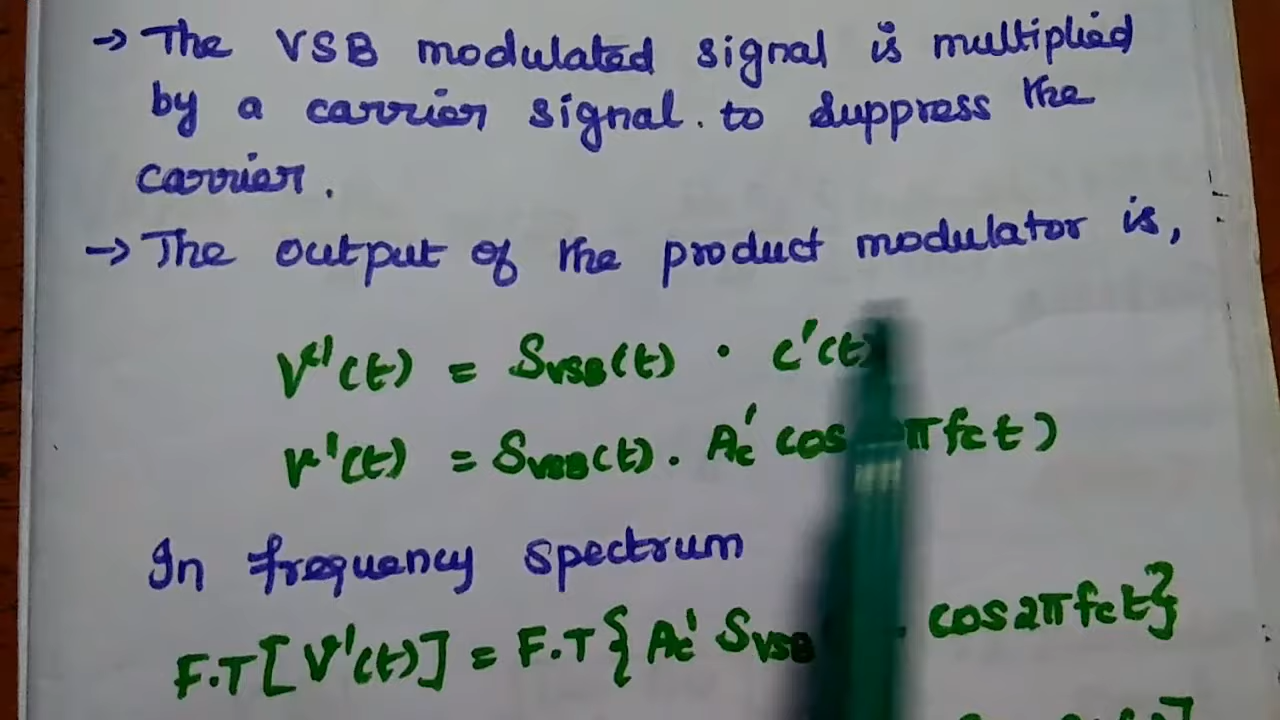 → The VSB modulated signal is multiplied
by a carrier signal. to suppress the
carrier.
→ The output of the product modulator is,
V'(t) = SVSB(t) · c'(t)
V'(t) = SVSB(t) . Ac' cos πfct)
In frequency spectrum
F.T[V'(t)] = F.T{Ac' SVSB . cos2πfct}